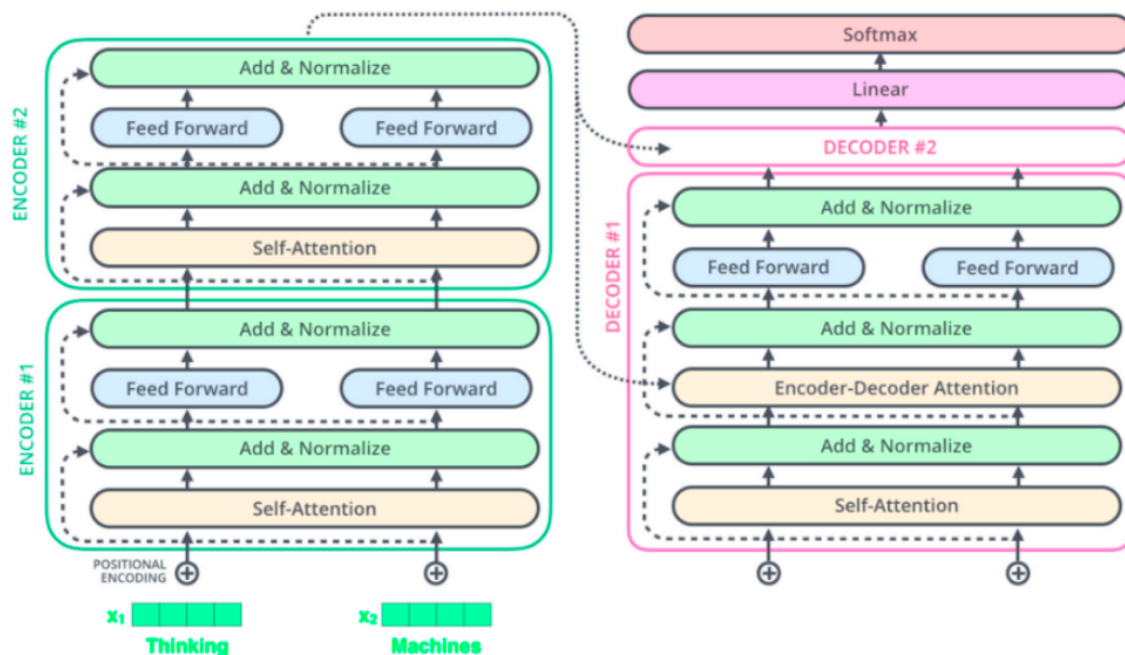 ENCODER #2
Add & Normalize
Feed Forward
Feed Forward
Add & Normalize
Self-Attention
ENCODER #1
Add & Normalize
Feed Forward
Feed Forward
Add & Normalize
Self-Attention
POSITIONAL
ENCODING
x1
x2
Thinking
Machines
Softmax
Linear
DECODER #2
DECODER #1
Add & Normalize
Feed Forward
Feed Forward
Add & Normalize
Encoder-Decoder Attention
Add & Normalize
Self-Attention